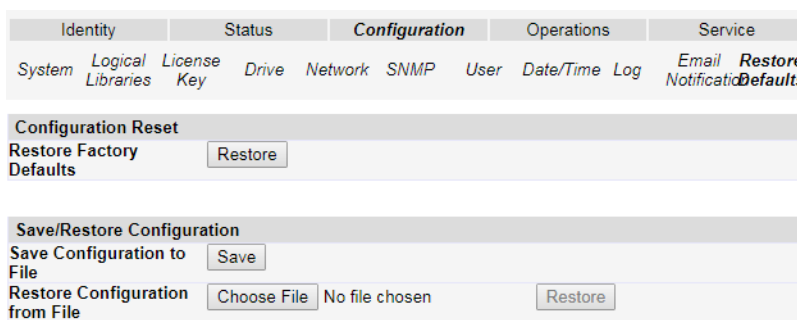 Identity Status Configuration Operations Service
System Logical Libraries License Key Drive Network SNMP User Date/Time Log Email Notification Restore Defaults
Configuration Reset
Restore Factory Defaults Restore
Save/Restore Configuration
Save Configuration to File Save
Restore Configuration from File Choose File No file chosen Restore